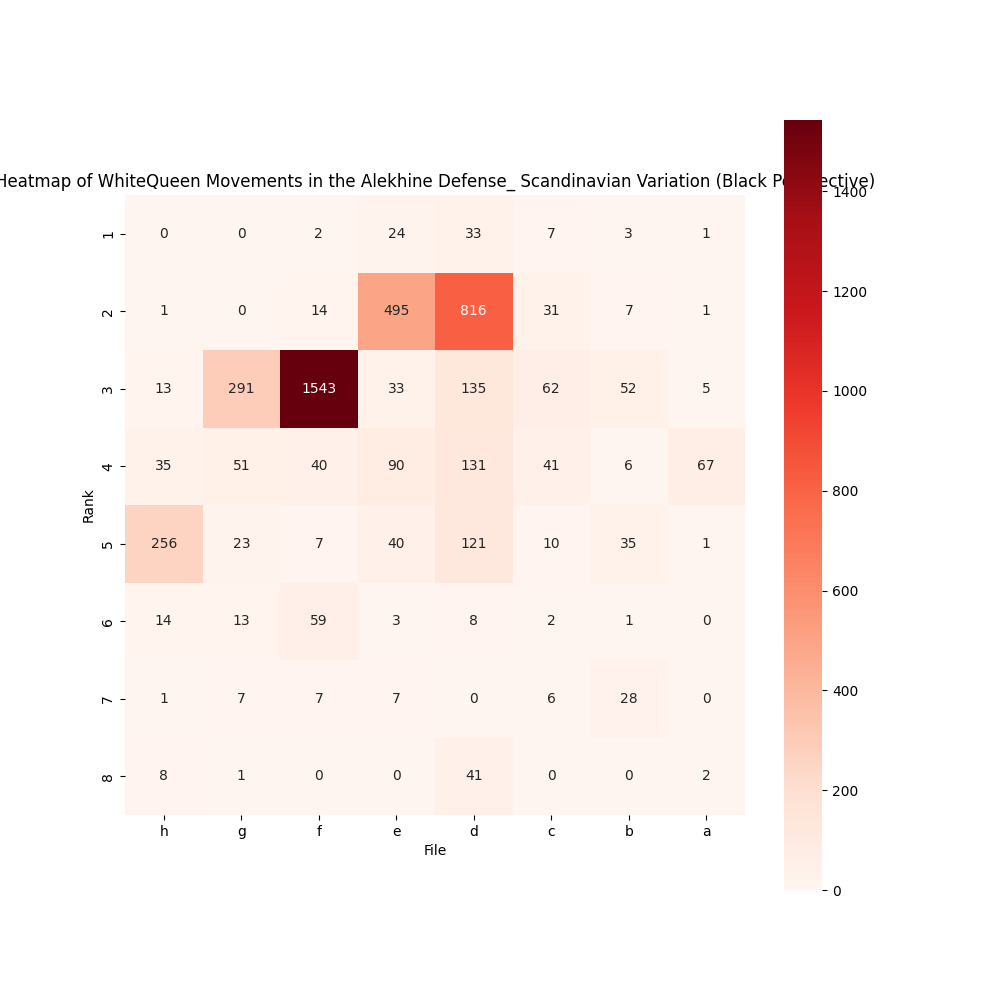 Heatmap of WhiteQueen Movements in the Alekhine Defense_ Scandinavian Variation (Black P ective)
1400
1 0 0 2 24 33 7 3 1
1200
2 1 0 14 495 816 31 7 1
1000
3 13 291 1543 33 135 62 52 5
4 35 51 40 90 131 41 6 67
800
Rank
5 256 23 7 40 121 10 35 1
600
6 14 13 59 3 8 2 1 0
400
7 1 7 7 7 0 6 28 0
200
8 8 1 0 0 41 0 0 2
h g f e d c b a
File
0